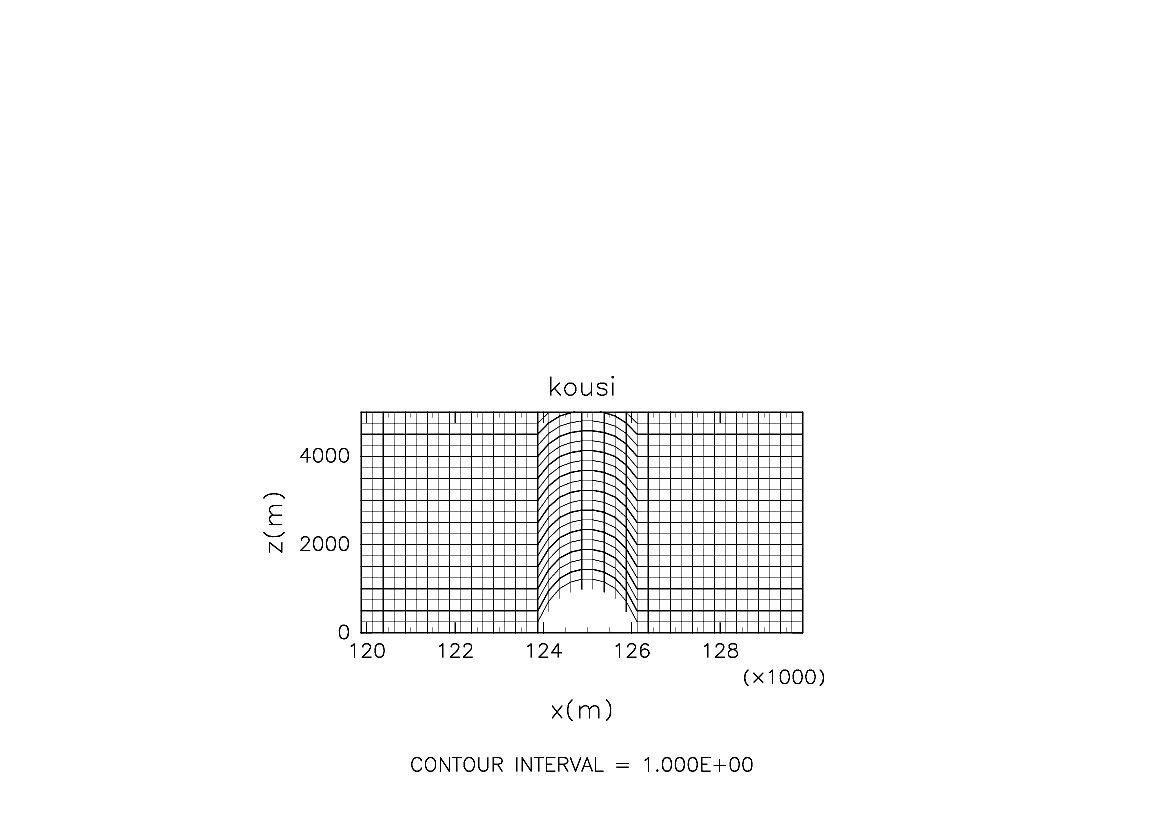 kousi
4000
2000
0
z(m)
120 122 124 126 128
(×1000)
x(m)
CONTOUR INTERVAL = 1.000E+00